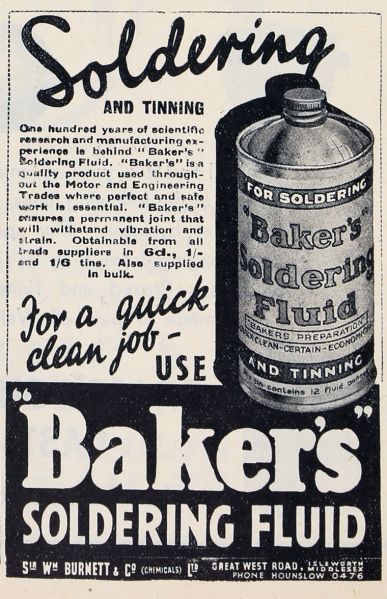 Soldering
AND TINNING
One hundred years of scientific
research and manufacturing ex-
perience is behind "Baker's"
Soldering Fluid. "Baker's" is a
quality product used through-
out the Motor and Engineering
Trades where perfect and safe
work is essential. "Baker's"
ensures a permanent joint that
will withstand vibration and
strain. Obtainable from all
trade suppliers in 6d., 1/-
and 1/6 tins. Also supplied
in bulk.
For a quick
clean job -
USE
FOR SOLDERING
"Baker's"
Soldering
Fluid
BAKERS PREPARATION
CLEAN-CERTAIN-ECONOMICAL
AND TINNING
contains 12 fluid
"Baker's"
SOLDERING FLUID
SIR WM BURNETT & CO (CHEMICALS) LTD GREAT WEST ROAD, ISLEWORTH MIDDLESEX
PHONE HOUNSLOW 0476